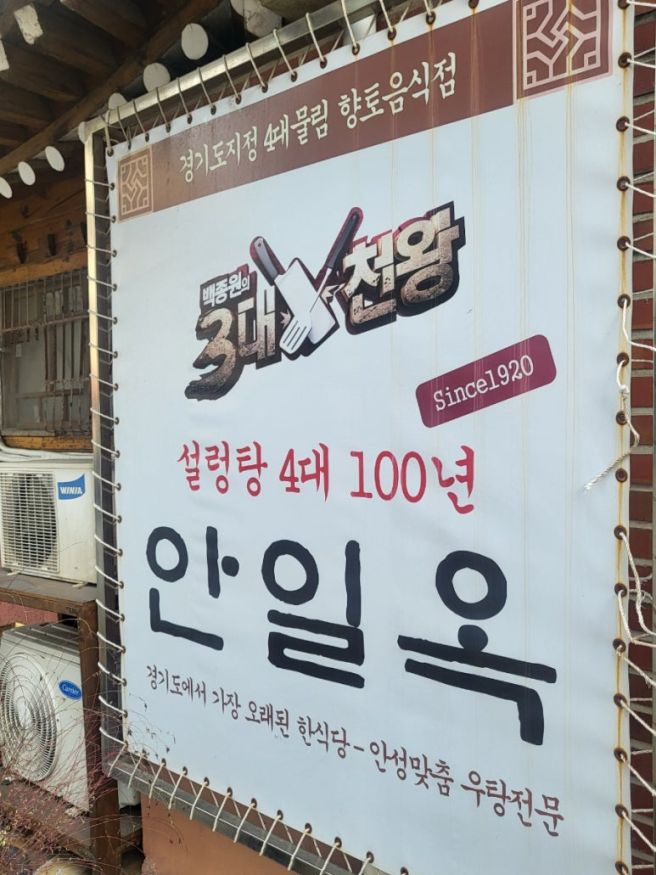 경기도지정 4대물림 향토음식점
백종원의
3대천왕
Since1920
설렁탕 4대 100년
안일옥
경기도에서 가장 오래된 한식당 - 안성맞춤 우탕전문
WINIA
Carrier